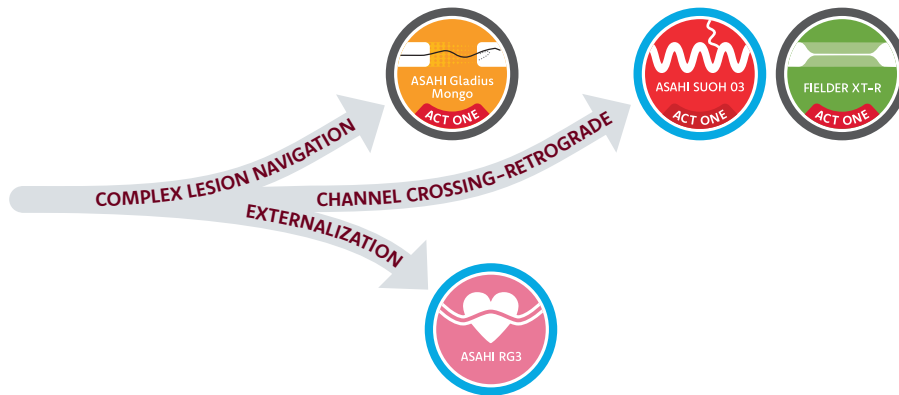 ASAHI Gladius
Mongo
ACT ONE
ASAHI SUOH 03
ACT ONE
FIELDER XT-R
ACT ONE
COMPLEX LESION NAVIGATION
CHANNEL CROSSING-RETROGRADE
EXTERNALIZATION
ASAHI RG3